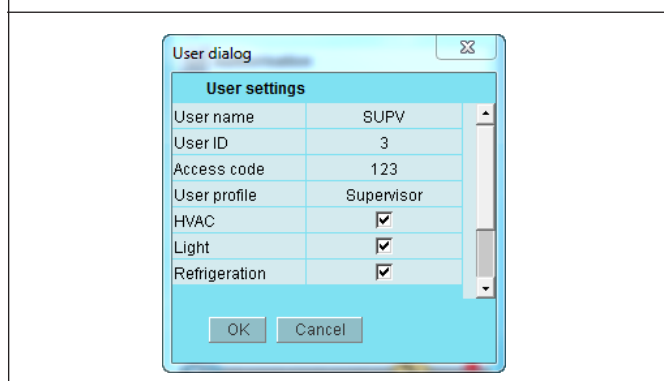 User dialog
User settings
User name SUPV
User ID 3
Access code 123
User profile Supervisor
HVAC
Light
Refrigeration
OK Cancel